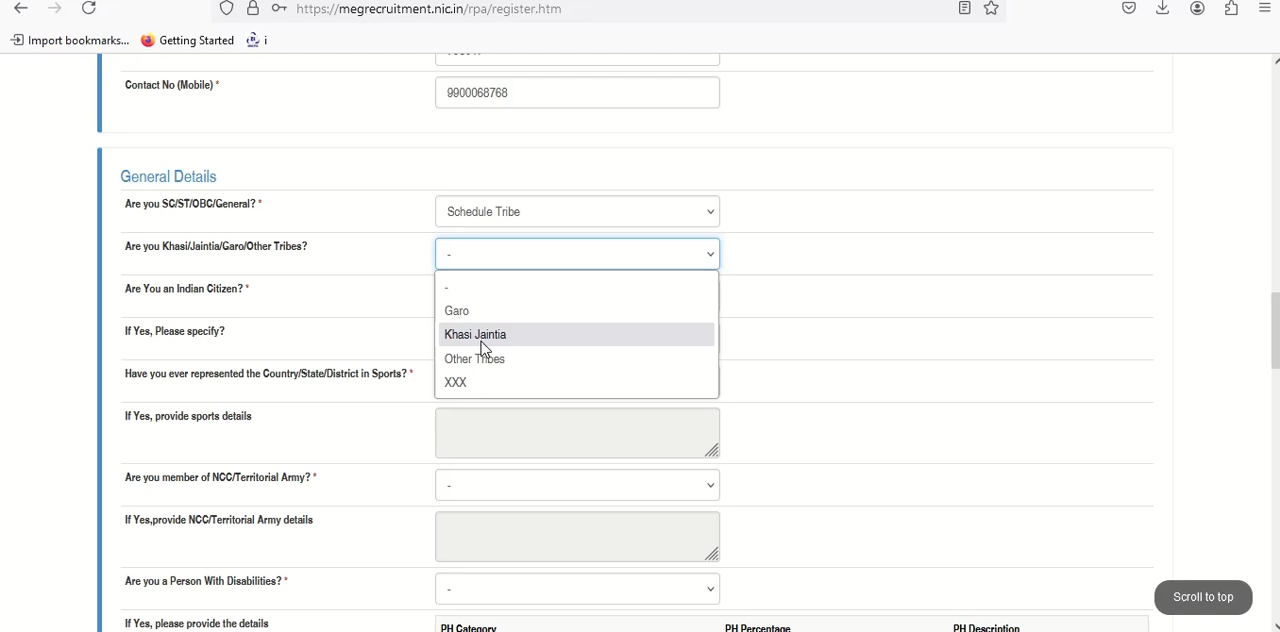 https://megrecruitment.nic.in/rpa/register.htm
Import bookmarks... Getting Started i
Contact No (Mobile) * 9900068768
General Details
Are you SC/ST/OBC/General? * Schedule Tribe
Are you Khasi/Jaintia/Garo/Other Tribes? -
-
Are You an Indian Citizen? *
Garo
If Yes, Please specify?
Khasi Jaintia
Other Tribes
Have you ever represented the Country/State/District in Sports? *
XXX
If Yes, provide sports details
Are you member of NCC/Territorial Army? * -
If Yes,provide NCC/Territorial Army details
Are you a Person With Disabilities? * -
Scroll to top
If Yes, please provide the details PH Category PH Percentage PH Description